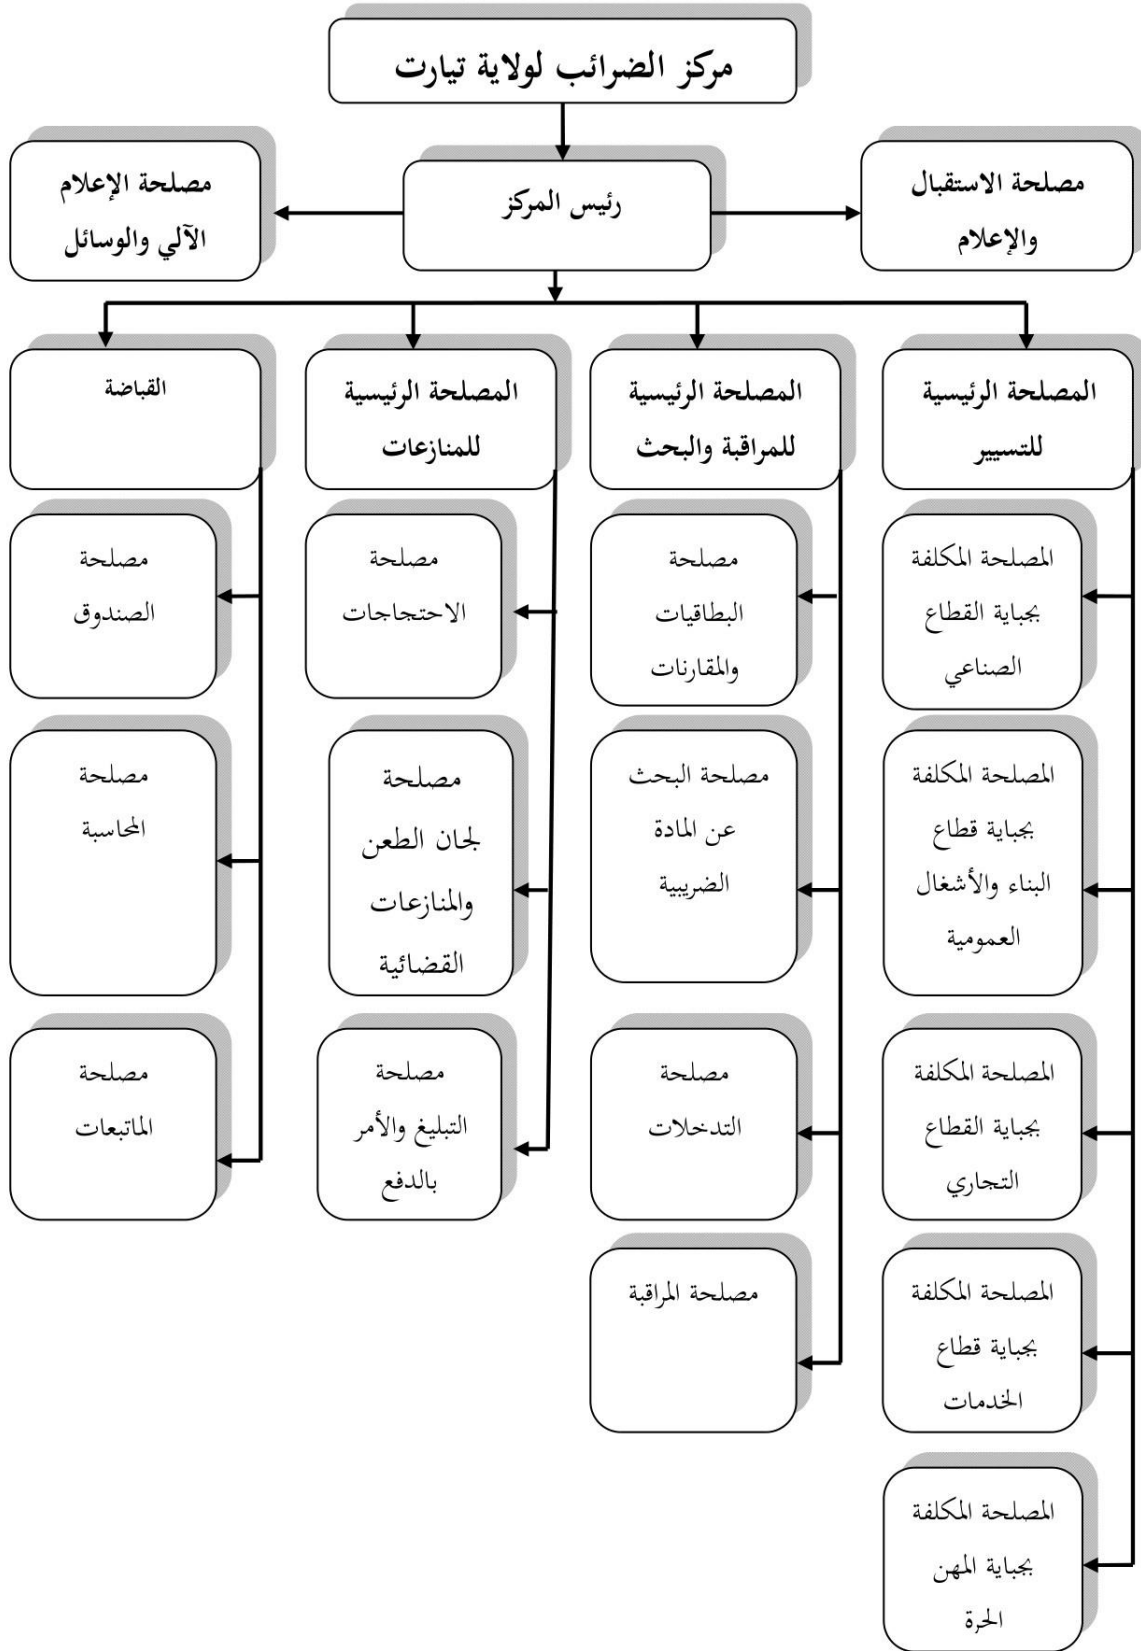 مركز الضرائب لولاية تيارت
مصلحة الاستقبال
والإعلام
رئيس المركز
مصلحة الإعلام
الآلي والوسائل
المصلحة الرئيسية
للتسيير
المصلحة الرئيسية
للمراقبة والبحث
المصلحة الرئيسية
للمنازعات
القباضة
المصلحة المكلفة
بجباية القطاع
الصناعي
مصلحة
البطاقيات
والمقارنات
مصلحة
الاحتجاجات
مصلحة
الصندوق
المصلحة المكلفة
بجباية قطاع
البناء والأشغال
العمومية
مصلحة البحث
عن المادة
الضريبية
مصلحة
لجان الطعن
والمنازعات
القضائية
مصلحة
المحاسبة
المصلحة المكلفة
بجباية القطاع
التجاري
مصلحة
التدخلات
مصلحة
التبليغ والأمر
بالدفع
مصلحة
الماتبعات
المصلحة المكلفة
بجباية قطاع
الخدمات
مصلحة المراقبة
المصلحة المكلفة
بجباية المهن
الحرة